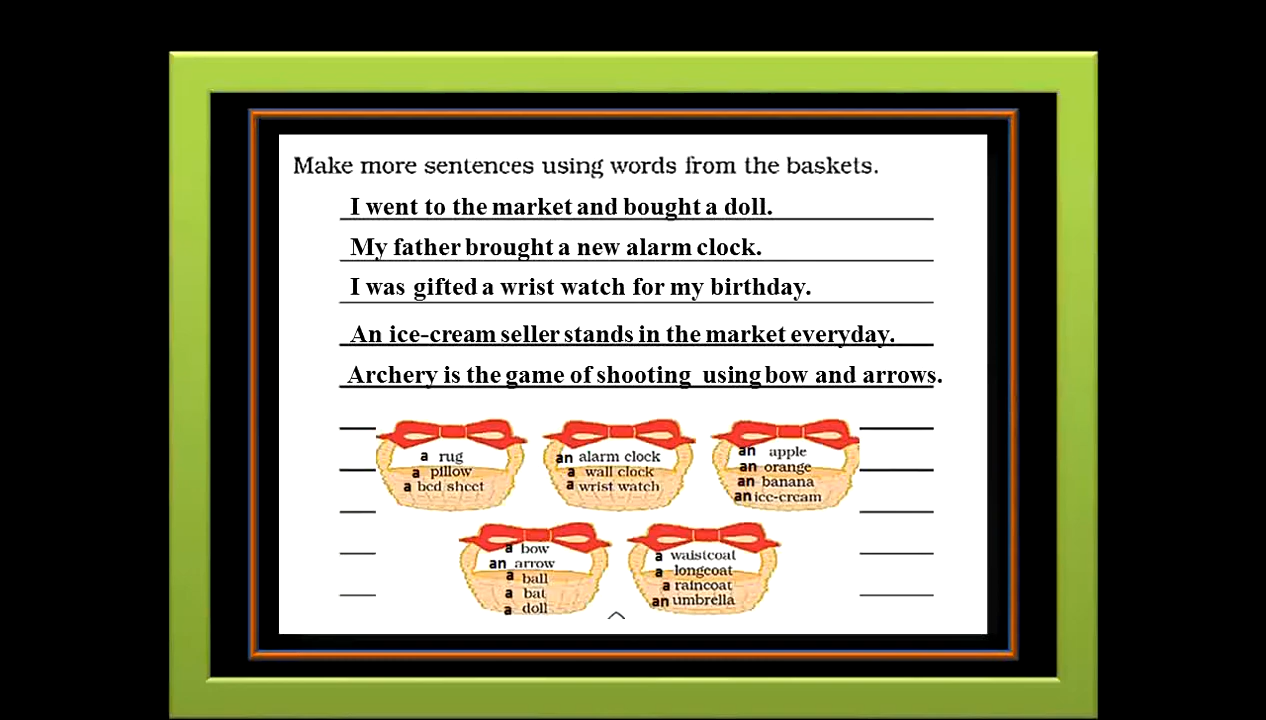 Make more sentences using words from the baskets.
I went to the market and bought a doll.
My father brought a new alarm clock.
I was gifted a wrist watch for my birthday.
An ice-cream seller stands in the market everyday.
Archery is the game of shooting using bow and arrows.
a rug
a pillow
a bed sheet
an alarm clock
a wall clock
a wrist watch
an apple
an orange
an banana
an ice-cream
a bow
an arrow
a ball
a bat
a doll
a waistcoat
a longcoat
a raincoat
an umbrella